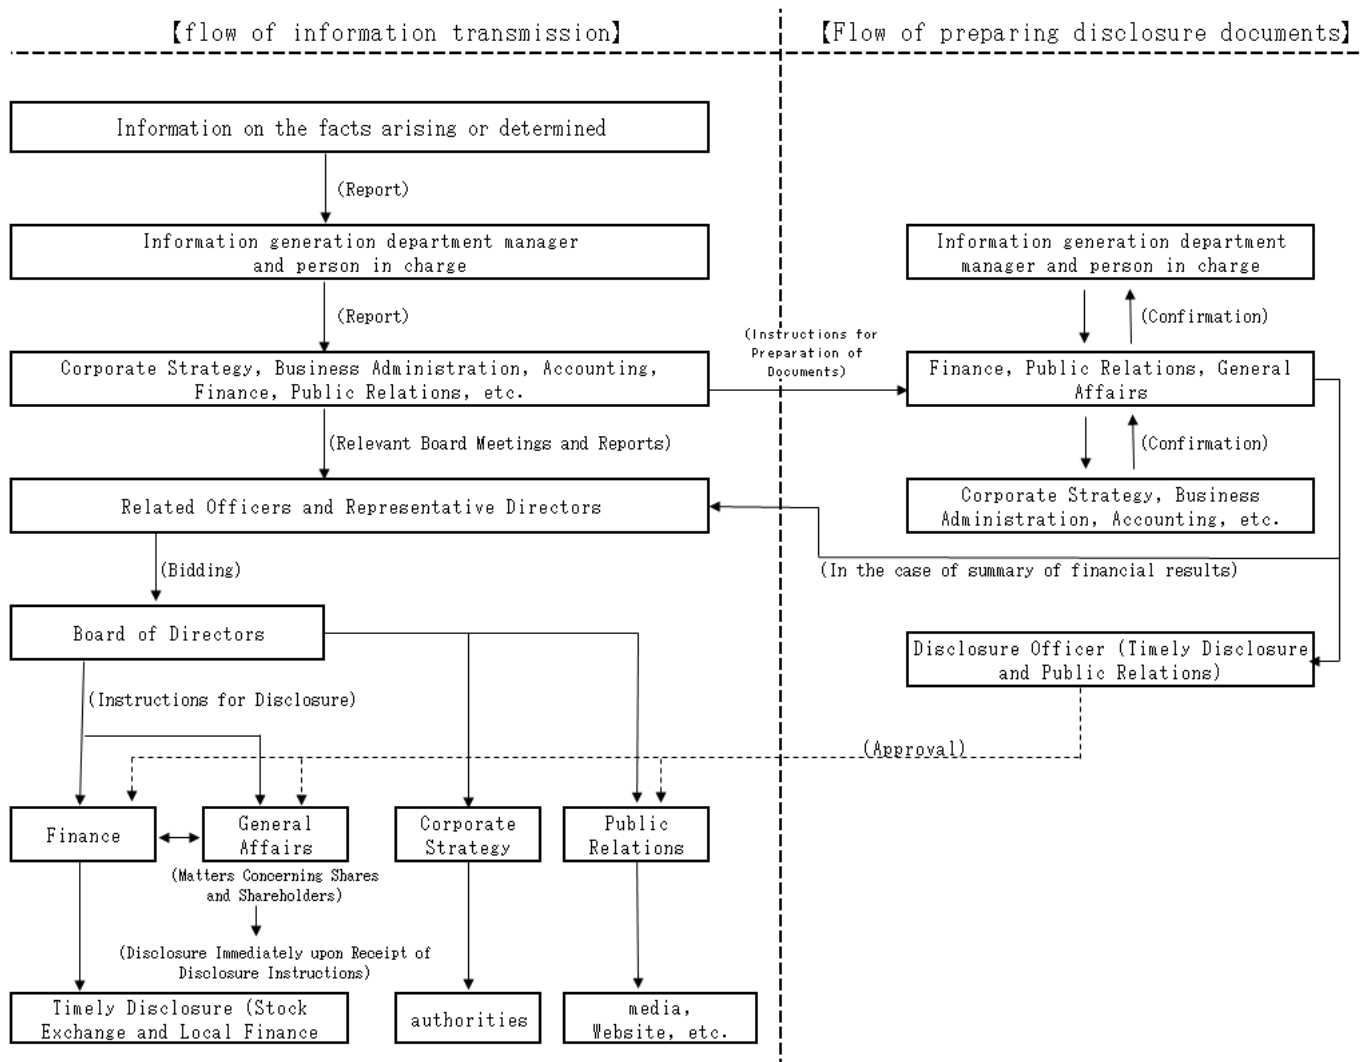 【flow of information transmission】
【Flow of preparing disclosure documents】
Information on the facts arising or determined
(Report)
Information generation department manager
and person in charge
(Report)
Corporate Strategy, Business Administration, Accounting,
Finance, Public Relations, etc.
(Relevant Board Meetings and Reports)
Related Officers and Representative Directors
(Bidding)
Board of Directors
(Instructions for Disclosure)
Finance
General
Affairs
Corporate
Strategy
Public
Relations
(Matters Concerning Shares
and Shareholders)
(Disclosure Immediately upon Receipt of
Disclosure Instructions)
Timely Disclosure (Stock
Exchange and Local Finance
authorities
media,
Website, etc.
(Instructions for
Preparation of
Documents)
Information generation department
manager and person in charge
(Confirmation)
Finance, Public Relations, General
Affairs
(Confirmation)
Corporate Strategy, Business
Administration, Accounting, etc.
(In the case of summary of financial results)
Disclosure Officer (Timely Disclosure
and Public Relations)
(Approval)